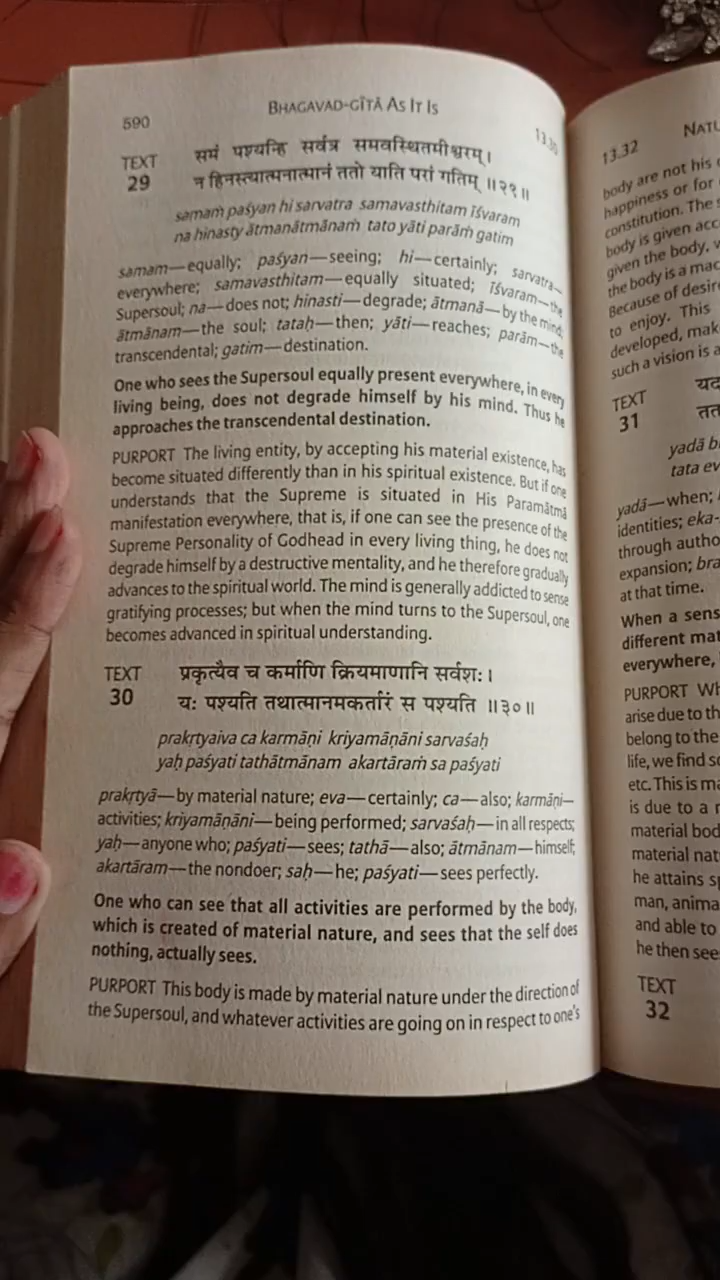 590
BHAGAVAD-GĪTĀ AS IT IS
13.30
TEXT
29
समं पश्यन्हि सर्वत्र समवस्थितमीश्वरम् ।
न हिनस्त्यात्मनात्मानं ततो याति परां गतिम् ॥२९॥
samaṁ paśyan hi sarvatra samavasthitam īśvaram
na hinasty ātmanātmānaṁ tato yāti parāṁ gatim
samam—equally; paśyan—seeing; hi—certainly; sarvatra—
everywhere; samavasthitam—equally situated; īśvaram—the
Supersoul; na—does not; hinasti—degrade; ātmanā—by the mind;
ātmānam—the soul; tataḥ—then; yāti—reaches; parām—the
transcendental; gatim—destination.
One who sees the Supersoul equally present everywhere, in every
living being, does not degrade himself by his mind. Thus he
approaches the transcendental destination.
PURPORT The living entity, by accepting his material existence, has
become situated differently than in his spiritual existence. But if one
understands that the Supreme is situated in His Paramātmā
manifestation everywhere, that is, if one can see the presence of the
Supreme Personality of Godhead in every living thing, he does not
degrade himself by a destructive mentality, and he therefore gradually
advances to the spiritual world. The mind is generally addicted to sense
gratifying processes; but when the mind turns to the Supersoul, one
becomes advanced in spiritual understanding.
TEXT
30
प्रकृत्यैव च कर्माणि क्रियमाणानि सर्वशः ।
यः पश्यति तथात्मानमकर्तारं स पश्यति ॥३०॥
prakṛtyaiva ca karmāṇi kriyamāṇāni sarvaśaḥ
yaḥ paśyati tathātmānam akartāraṁ sa paśyati
prakṛtyā—by material nature; eva—certainly; ca—also; karmāṇi—
activities; kriyamāṇāni—being performed; sarvaśaḥ—in all respects;
yaḥ—anyone who; paśyati—sees; tathā—also; ātmānam—himself;
akartāram—the nondoer; saḥ—he; paśyati—sees perfectly.
One who can see that all activities are performed by the body,
which is created of material nature, and sees that the self does
nothing, actually sees.
PURPORT This body is made by material nature under the direction of
the Supersoul, and whatever activities are going on in respect to one's
13.32
body are not his
happiness or for
constitution. The
body is given
given the body,
the body is a
Because of
to enjoy. This
developed,
such a vision is
TEXT
31
yadā
tata
yadā—when;
identities; eka-
through
expansion;
at that time.
When a
different
everywhere,
PURPORT
arise due to
belong to the
life, we find
etc. This is
is due to a
material
material
he attains
man,
and able to
he then
TEXT
32